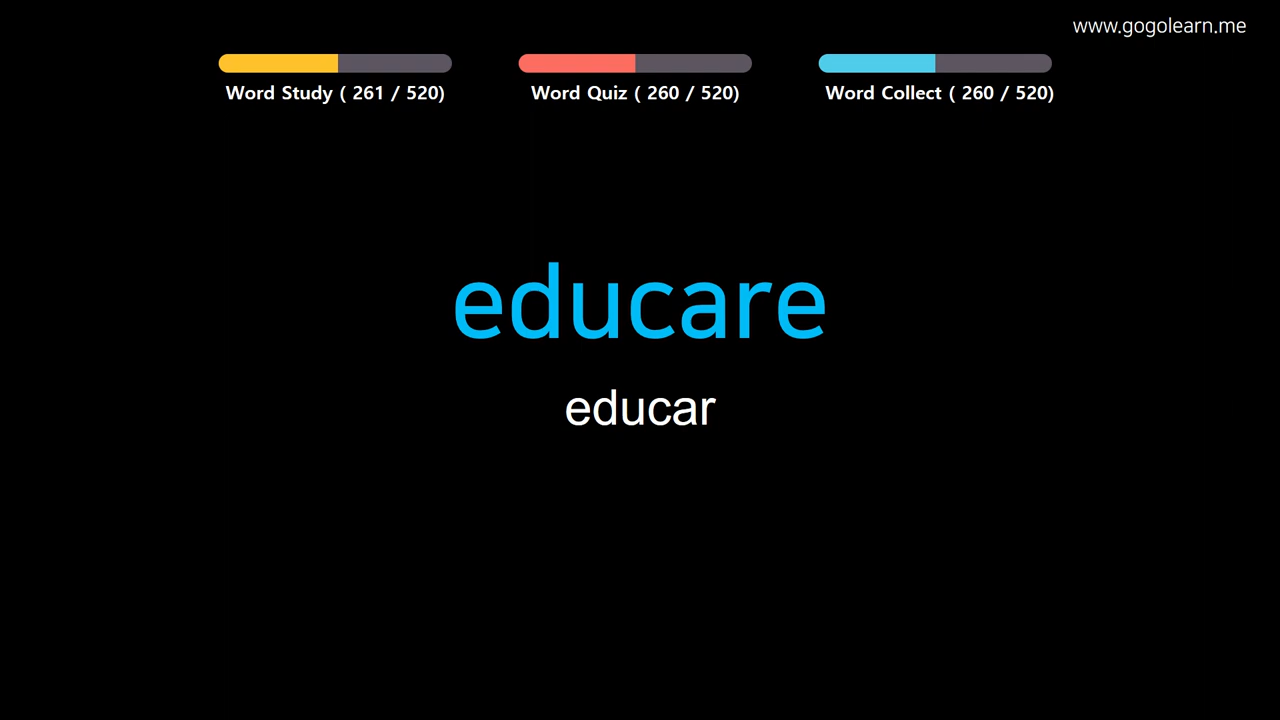 www.gogolearn.me
Word Study ( 261 / 520)
Word Quiz ( 260 / 520)
Word Collect ( 260 / 520)
educare
educar